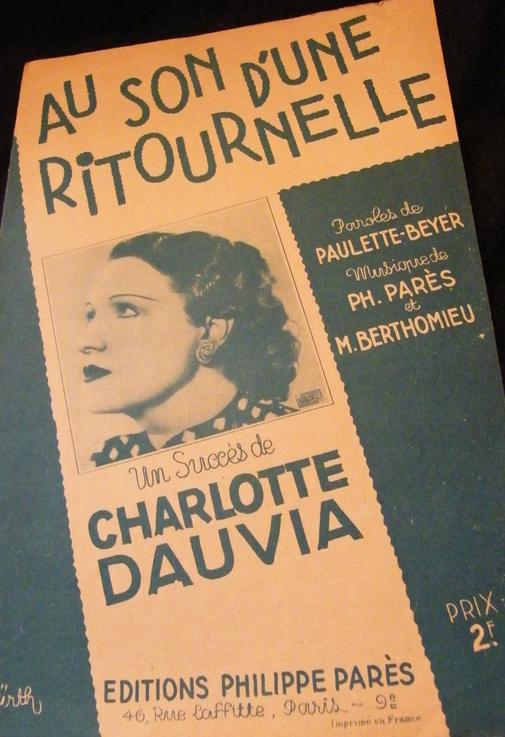 AU SON D'UNE
RiTOURNELLE
Paroles de
PAULETTE-BEYER
Musique de
PH. PARÈS
et
M. BERTHOMIEU
Un Succès de
CHARLOTTE
DAUVIA
PRIX
2F.
EDITIONS PHILIPPE PARÈS
46, Rue Laffitte, Paris - 9e
Imprimé en France